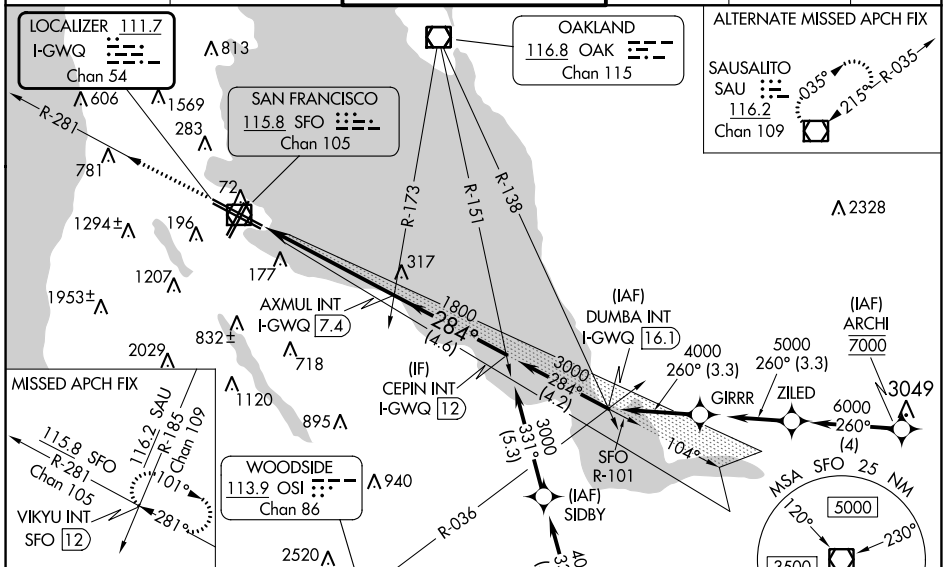 LOCALIZER 111.7
I-GWQ
Chan 54
813
OAKLAND
116.8 OAK
Chan 115
ALTERNATE MISSED APCH FIX
SAUSALITO
SAU
116.2
Chan 109
035°
215°
R-035
R-281
606
1569
283
SAN FRANCISCO
115.8 SFO
Chan 105
781
72
1294±
196
R-173
R-151
R-138
2328
177
317
1207
1953±
AXMUL INT
I-GWQ 7.4
1800
284°
(4.6)
(IAF)
DUMBA INT
I-GWQ 16.1
(IAF)
ARCHI
7000
832±
718
2029
(IF)
CEPIN INT
I-GWQ 12
3000
284°
(4.2)
4000
260° (3.3)
GIRRR
5000
260° (3.3)
ZILED
6000
260°
(4)
3049
MISSED APCH FIX
115.8 SFO
R-281
Chan 105
116.2 SAU
R-185
Chan 109
101°
281°
VIKYU INT
SFO 12
1120
895
3000
331°
(5.3)
SFO
R-101
104°
WOODSIDE
113.9 OSI
Chan 86
940
R-036
(IAF)
SIDBY
2520
MSA SFO 25 NM
5000
120°
230°
3500